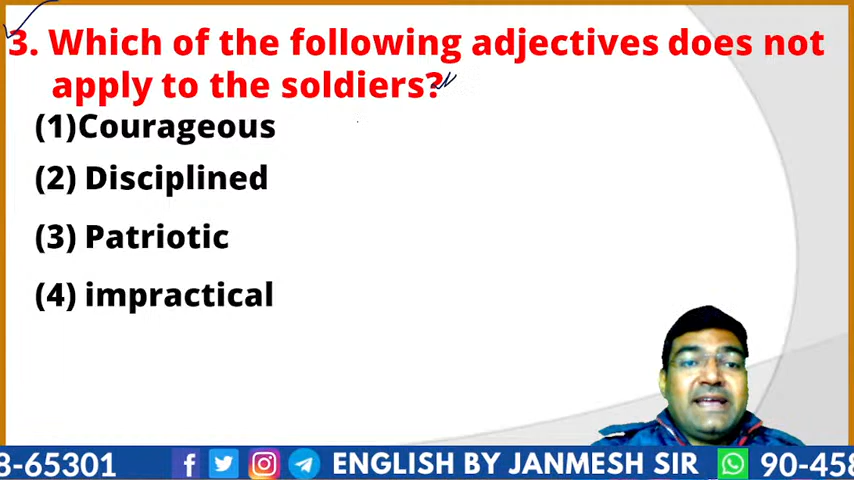 3. Which of the following adjectives does not
apply to the soldiers?
(1)Courageous
(2) Disciplined
(3) Patriotic
(4) impractical
8-65301 ENGLISH BY JANMESH SIR 90-458